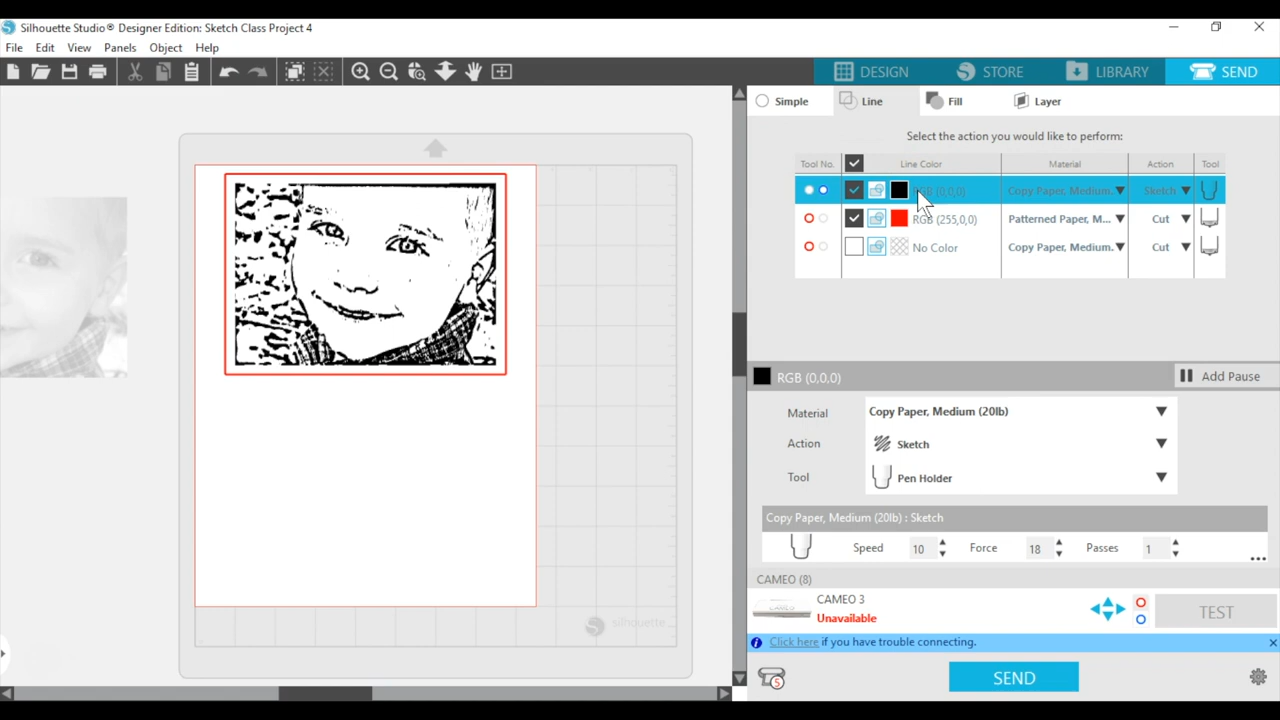 Silhouette Studio® Designer Edition: Sketch Class Project 4
File Edit View Panels Object Help
DESIGN STORE LIBRARY SEND
Simple Line Fill Layer
Select the action you would like to perform:
Tool No. Line Color Material Action Tool
RGB (0,0,0) Copy Paper, Medium. Sketch
RGB (255,0,0) Patterned Paper, M... Cut
No Color Copy Paper, Medium. Cut
RGB (0,0,0) Add Pause
Material Copy Paper, Medium (20lb)
Action Sketch
Tool Pen Holder
Copy Paper, Medium (20lb) : Sketch
Speed 10 Force 18 Passes 1 ...
CAMEO (8)
CAMEO 3
Unavailable
TEST
Click here if you have trouble connecting.
SEND
silhouette